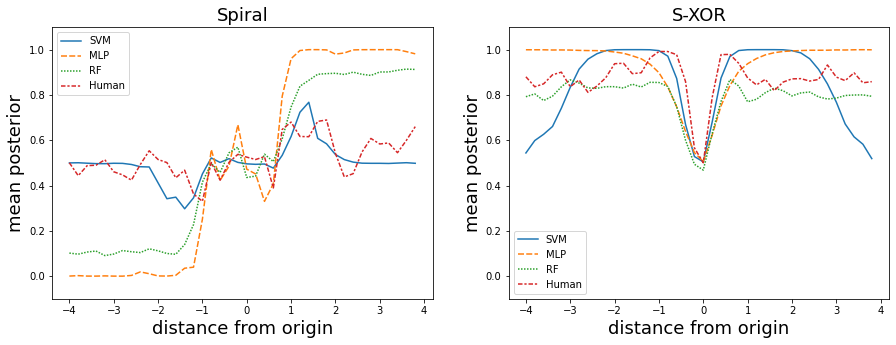 Spiral
mean posterior
1.0
0.8
0.6
0.4
0.2
0.0
SVM
MLP
RF
Human
−4 −3 −2 −1 0 1 2 3 4
distance from origin
S-XOR
mean posterior
1.0
0.8
0.6
0.4
0.2
0.0
SVM
MLP
RF
Human
−4 −3 −2 −1 0 1 2 3 4
distance from origin